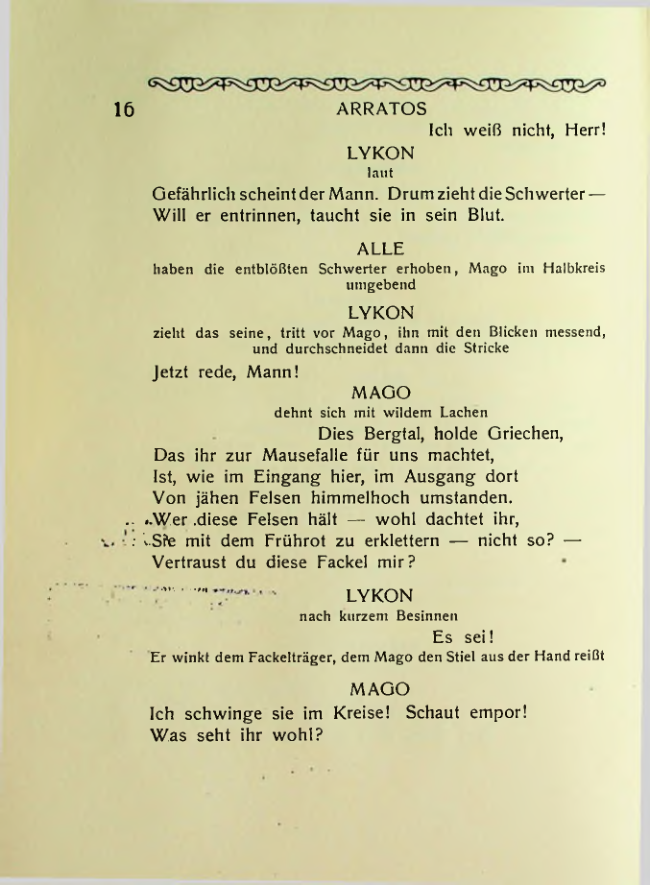 16
ARRATOS
Ich weiß nicht, Herr!
LYKON
laut
Gefährlich scheint der Mann. Drum zieht die Schwerter —
Will er entrinnen, taucht sie in sein Blut.
ALLE
haben die entblößten Schwerter erhoben, Mago im Halbkreis
umgebend
LYKON
zieht das seine, tritt vor Mago, ihn mit den Blicken messend,
und durchschneidet dann die Stricke
Jetzt rede, Mann!
MAGO
dehnt sich mit wildem Lachen
Dies Bergtal, holde Griechen,
Das ihr zur Mausefalle für uns machtet,
Ist, wie im Eingang hier, im Ausgang dort
Von jähen Felsen himmelhoch umstanden.
Wer diese Felsen hält — wohl dachtet ihr,
Sie mit dem Frührot zu erklettern — nicht so? —
Vertraust du diese Fackel mir?
LYKON
nach kurzem Besinnen
Es sei!
Er winkt dem Fackelträger, dem Mago den Stiel aus der Hand reißt
MAGO
Ich schwinge sie im Kreise! Schaut empor!
Was seht ihr wohl?